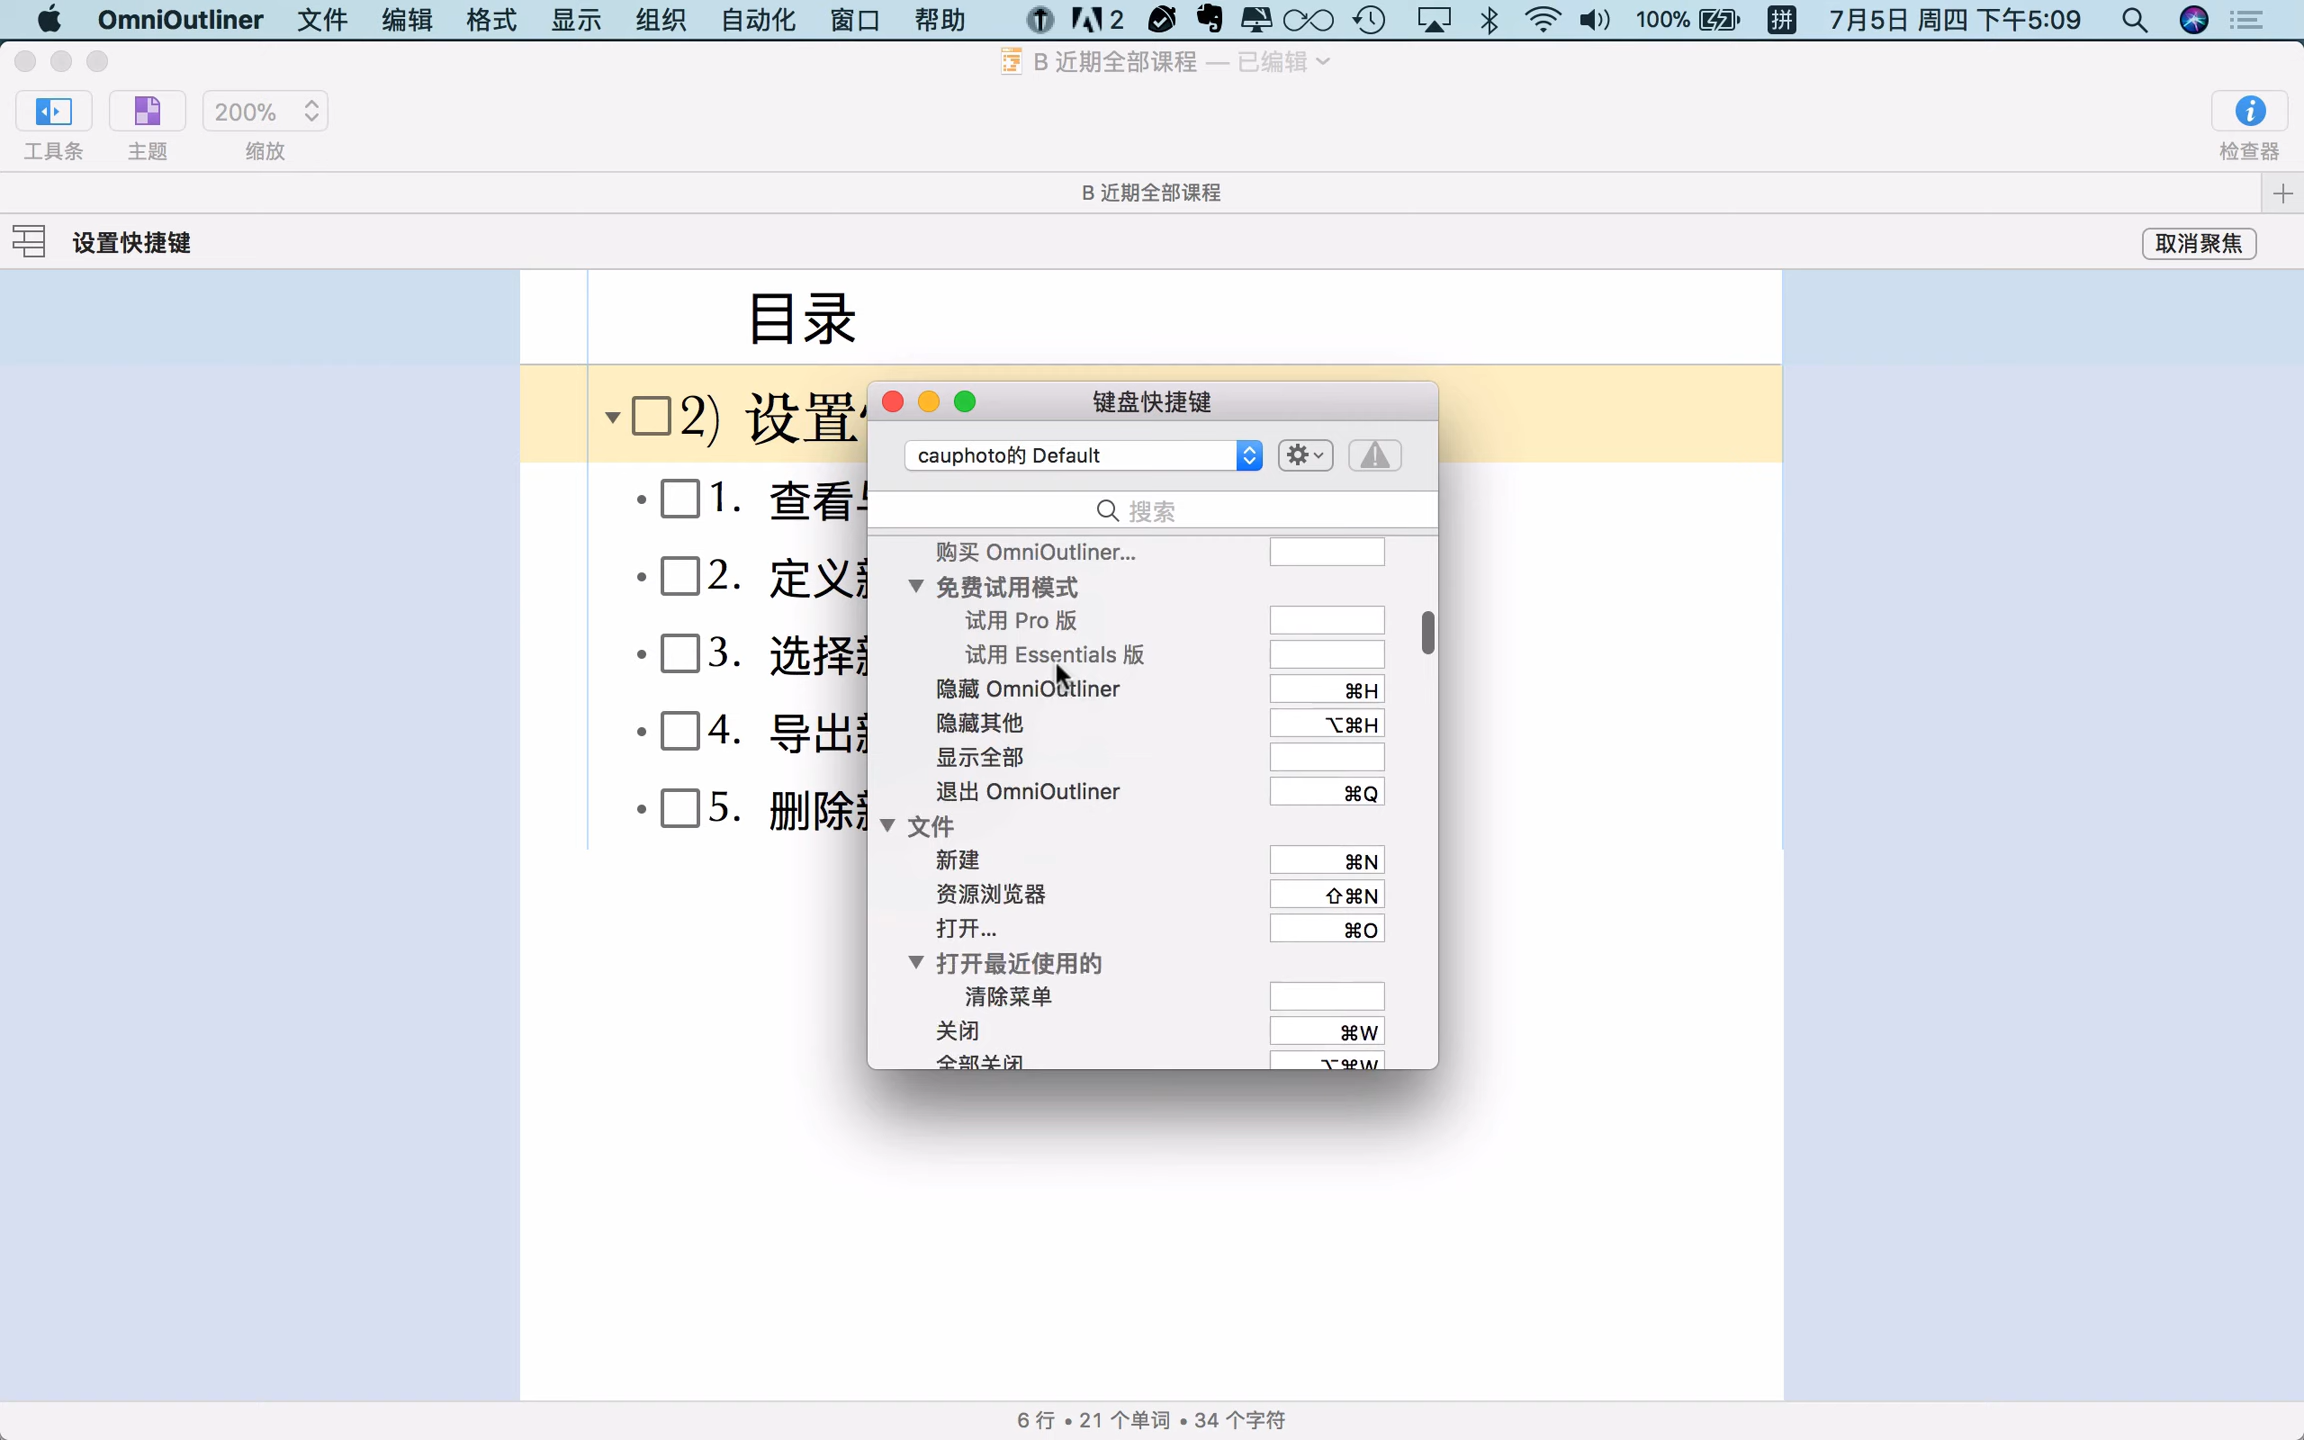 OmniOutliner 文件 编辑 格式 显示 组织 自动化 窗口 帮助 2 100% 拼 7月5日 周四 下午5:09
B 近期全部课程 — 已编辑
200%
工具条 主题 缩放 检查器
B 近期全部课程
设置快捷键 取消聚焦
目录
2) 设置
1. 查看
2. 定义
3. 选择
4. 导出
5. 删除
键盘快捷键
cauphoto的 Default
搜索
购买 OmniOutliner...
免费试用模式
试用 Pro 版
试用 Essentials 版
隐藏 OmniOutliner ⌘H
隐藏其他 ⌥⌘H
显示全部
退出 OmniOutliner ⌘Q
文件
新建 ⌘N
资源浏览器 ⇧⌘N
打开... ⌘O
打开最近使用的
清除菜单
关闭 ⌘W
全部关闭 ⌥⌘W
6 行 • 21 个单词 • 34 个字符